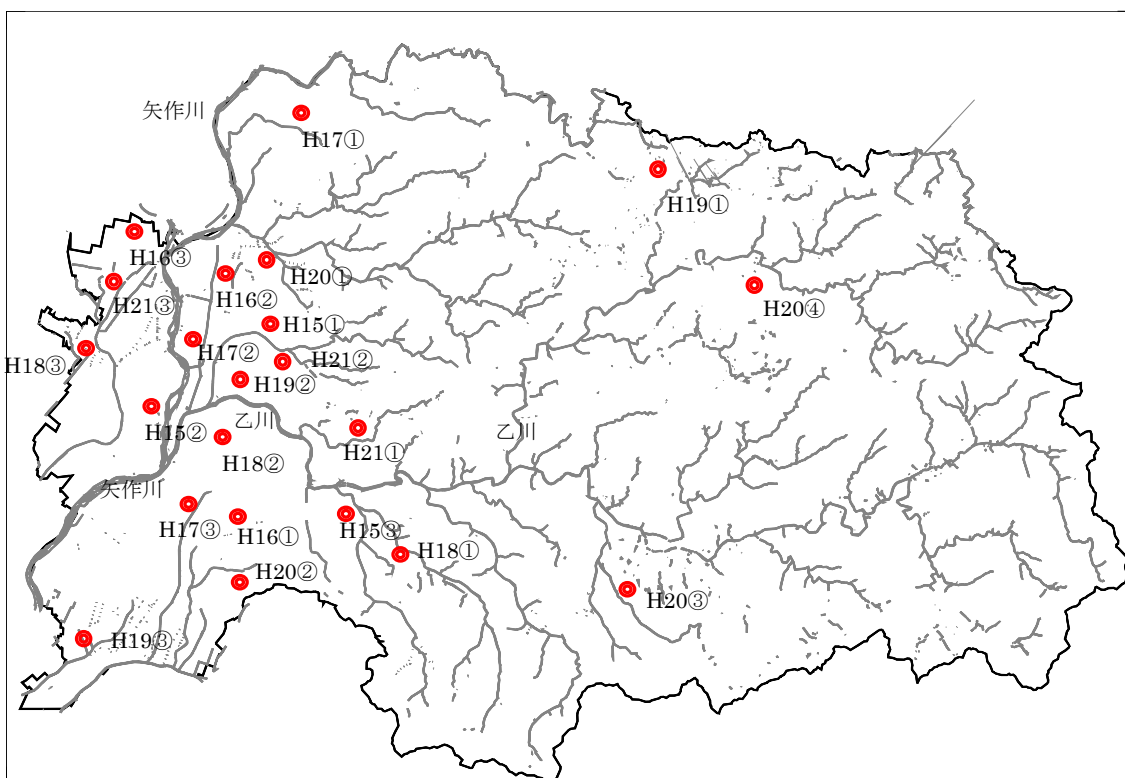 矢作川
H17①
H19①
H16③
H20①
H16②
H21③
H20④
H15①
H17②
H21②
H18③
H19②
H15②
乙川
乙川
H21①
H18②
矢作川
H17③
H16①
H15③
H18①
H20②
H20③
H19③